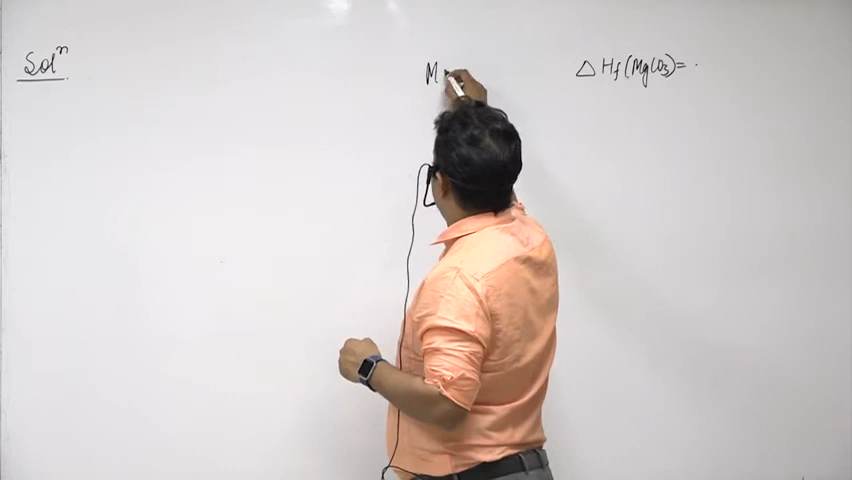 Solⁿ
M
△ Hf (MgCO3) =